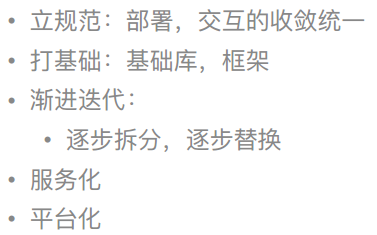 • 立规范：部署，交互的收敛统一
• 打基础：基础库，框架
• 渐进迭代：
• 逐步拆分，逐步替换
• 服务化
• 平台化